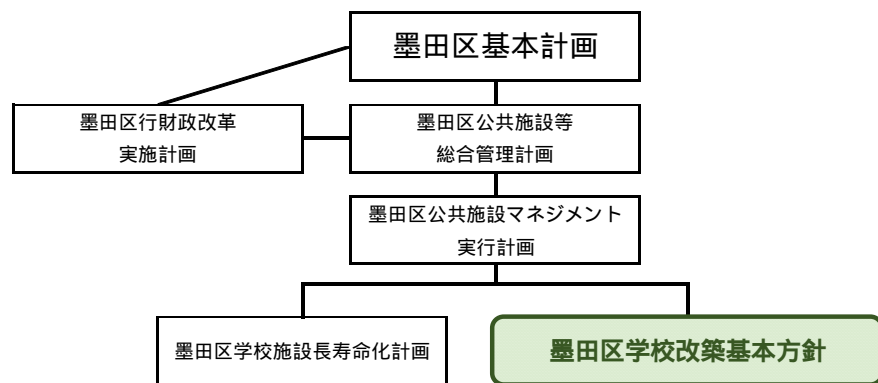 墨田区基本計画
墨田区行財政改革
実施計画
墨田区公共施設等
総合管理計画
墨田区公共施設マネジメント
実行計画
墨田区学校施設長寿命化計画
墨田区学校改築基本方針